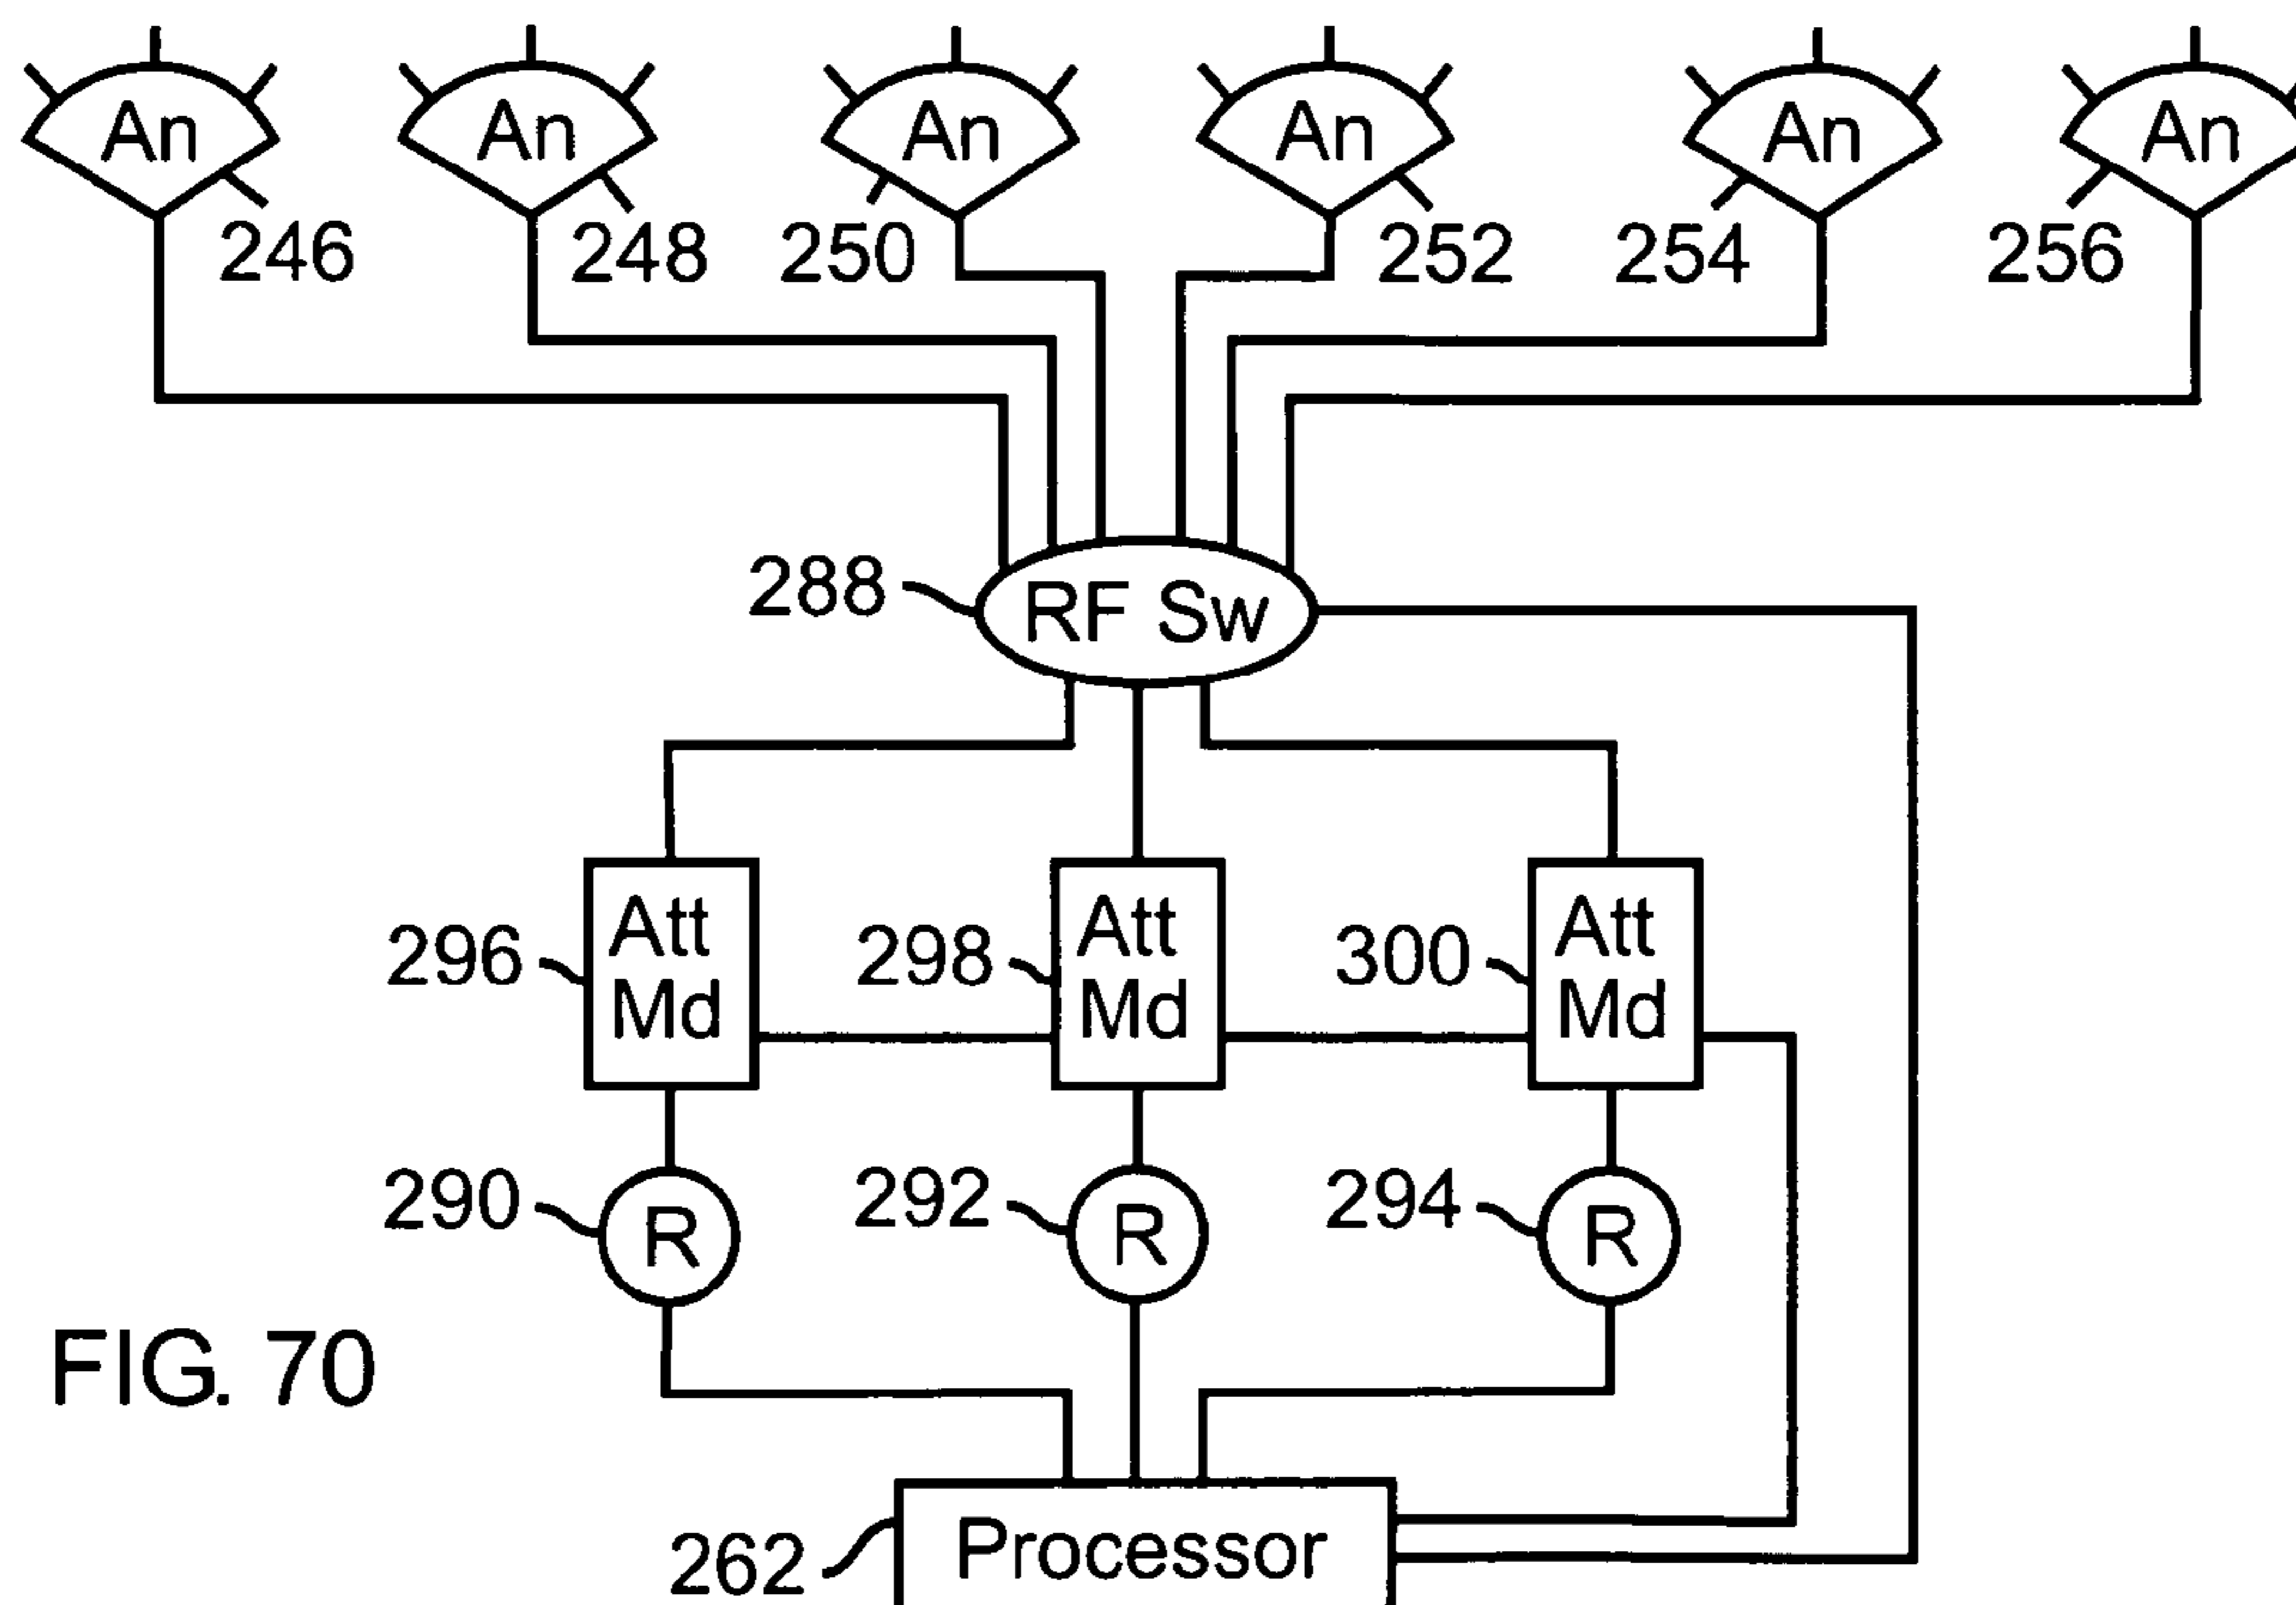 An An An An An An
246 248 250 252 254 256
288 RF Sw
Att Att Att
296 298 300
Md Md Md
290 R 292 R 294 R
FIG. 70
262 Processor